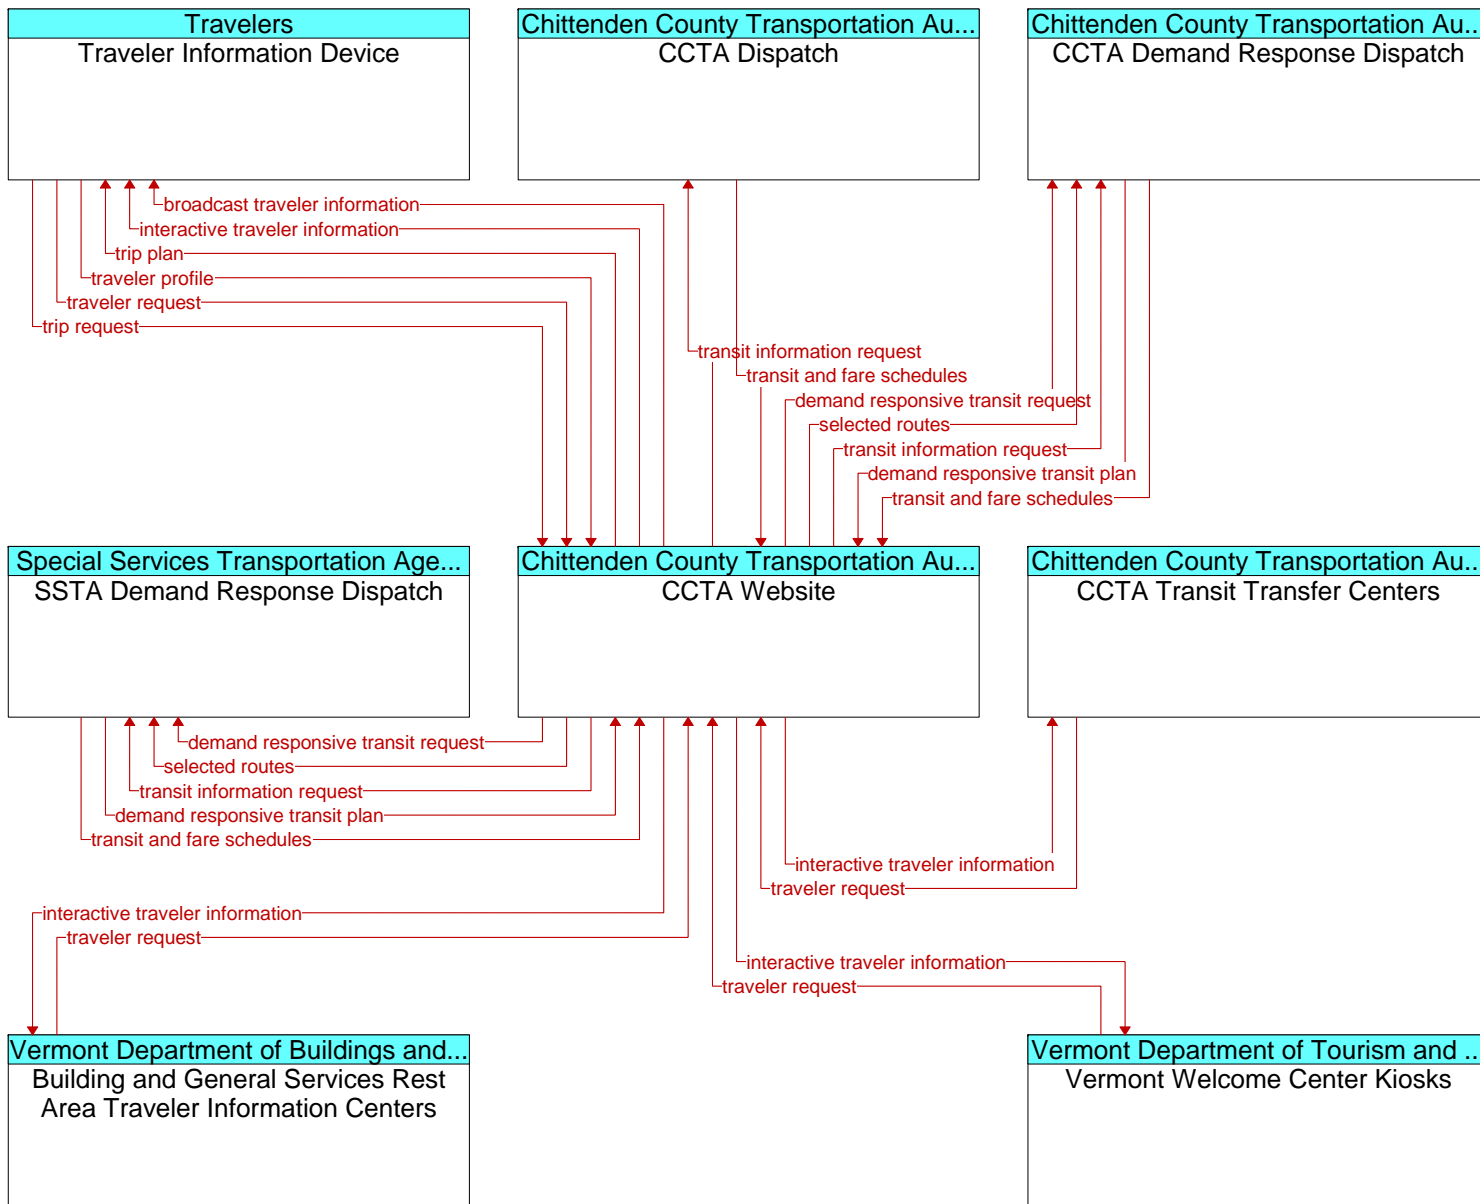 Travelers
Traveler Information Device
Chittenden County Transportation Au...
CCTA Dispatch
Chittenden County Transportation Au...
CCTA Demand Response Dispatch
broadcast traveler information
interactive traveler information
trip plan
traveler profile
traveler request
trip request
transit information request
transit and fare schedules
demand responsive transit request
selected routes
transit information request
demand responsive transit plan
transit and fare schedules
Special Services Transportation Age...
SSTA Demand Response Dispatch
Chittenden County Transportation Au...
CCTA Website
Chittenden County Transportation Au...
CCTA Transit Transfer Centers
demand responsive transit request
selected routes
transit information request
demand responsive transit plan
transit and fare schedules
interactive traveler information
traveler request
interactive traveler information
traveler request
interactive traveler information
traveler request
Vermont Department of Buildings and...
Building and General Services Rest
Area Traveler Information Centers
Vermont Department of Tourism and ...
Vermont Welcome Center Kiosks